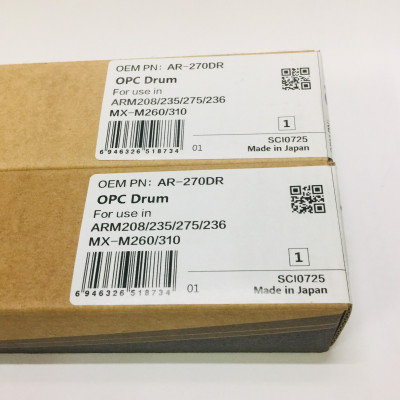 OEM PN: AR-270DR
OPC Drum
For use in
ARM208/235/275/236
MX-M260/310
1
6 946326 518734
01
SCI0725
Made in Japan
OEM PN: AR-270DR
OPC Drum
For use in
ARM208/235/275/236
MX-M260/310
1
6 946326 518734
01
SCI0725
Made in Japan